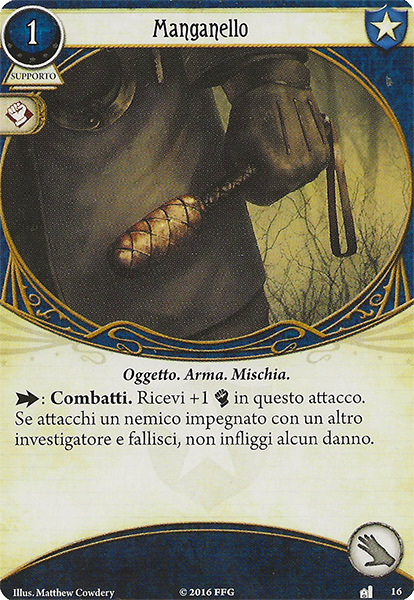 1
Manganello
SUPPORTO
Oggetto. Arma. Mischia.
: Combatti. Ricevi +1 in questo attacco.
Se attacchi un nemico impegnato con un altro
investigatore e fallisci, non infliggi alcun danno.
Illus. Matthew Cowdery
© 2016 FFG
16